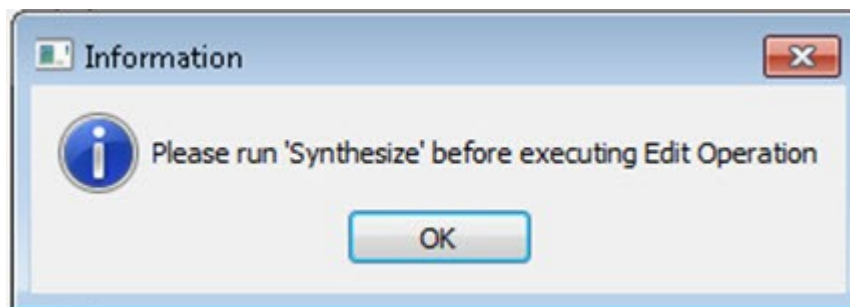 Information
Please run 'Synthesize' before executing Edit Operation
OK